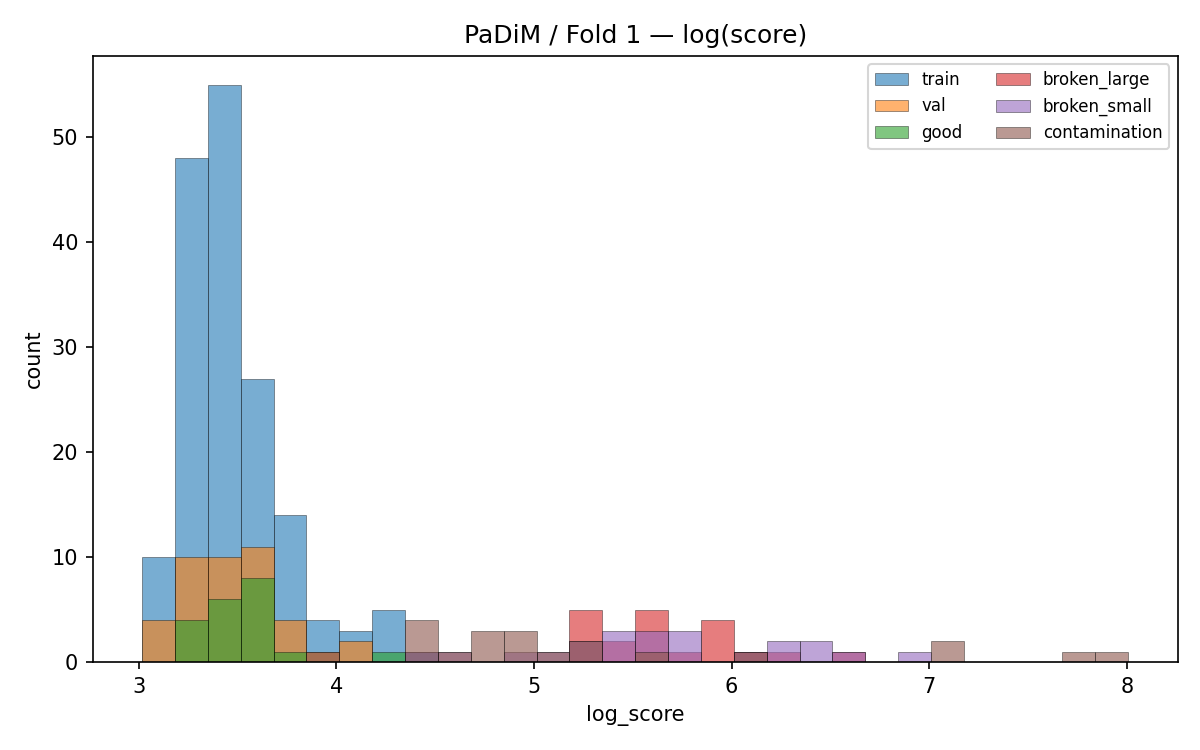 PaDiM / Fold 1 — log(score)
train
val
good
broken_large
broken_small
contamination
50
40
30
20
10
0
count
3
4
5
6
7
8
log_score